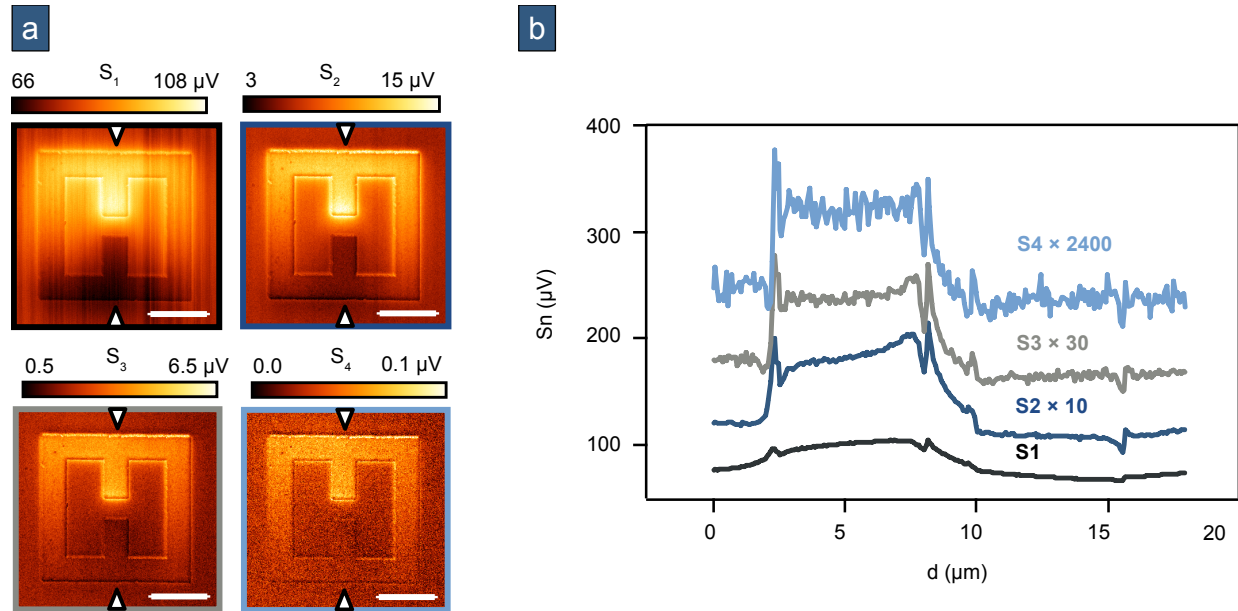 a
b
S₁
66
108 µV
S₂
3
15 µV
S₃
0.5
6.5 µV
S₄
0.0
0.1 µV
400
300
200
100
Sn (µV)
S4 × 2400
S3 × 30
S2 × 10
S1
0
5
10
15
20
d (µm)